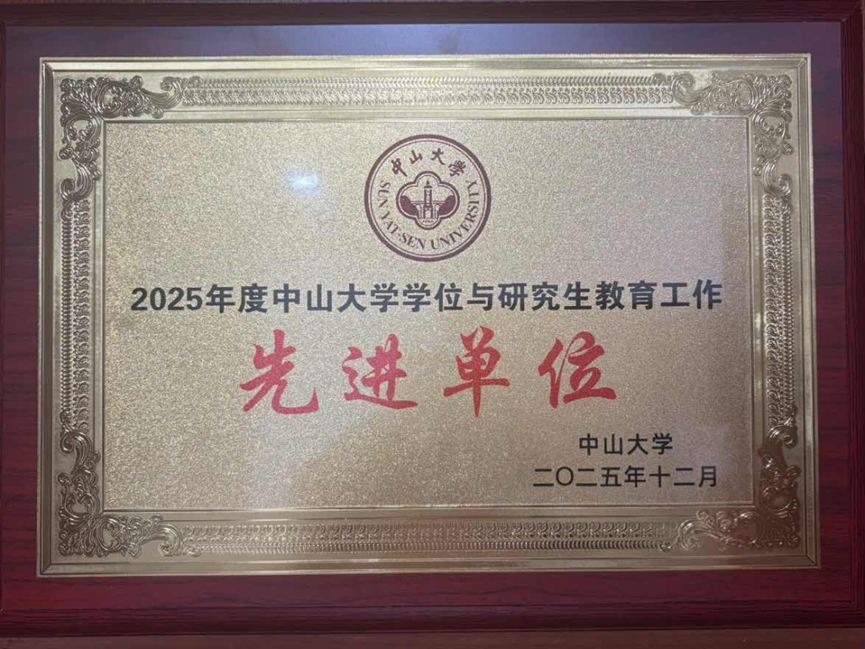 中山大学
SUN YAT-SEN UNIVERSITY
2025年度中山大学学位与研究生教育工作
先进单位
中山大学
二〇二五年十二月